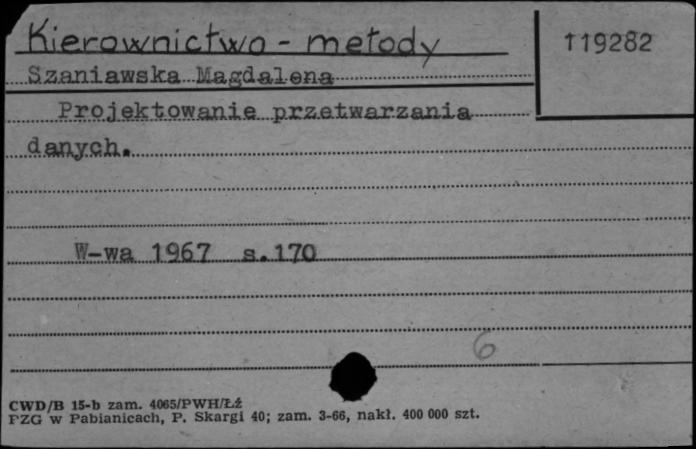 Kierownictwo - metody
119282
Szaniawska Magdalena
Projektowanie przetwarzania
danych.
W-wa 1967 s.170
6
CWD/B 15-b zam. 4065/PWH/Łź
PZG w Pabianicach, P. Skargi 40; zam. 3-66, nakł. 400 000 szt.